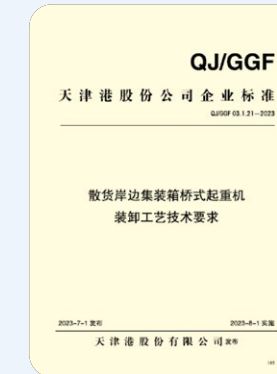 QJ/GGF
天津港股份公司企业标准
QJ/GGF 03.1.21—2023
散货岸边集装箱桥式起重机
装卸工艺技术要求
2023-7-1 发布
2023-8-1 实施
天津港股份有限公司 发布